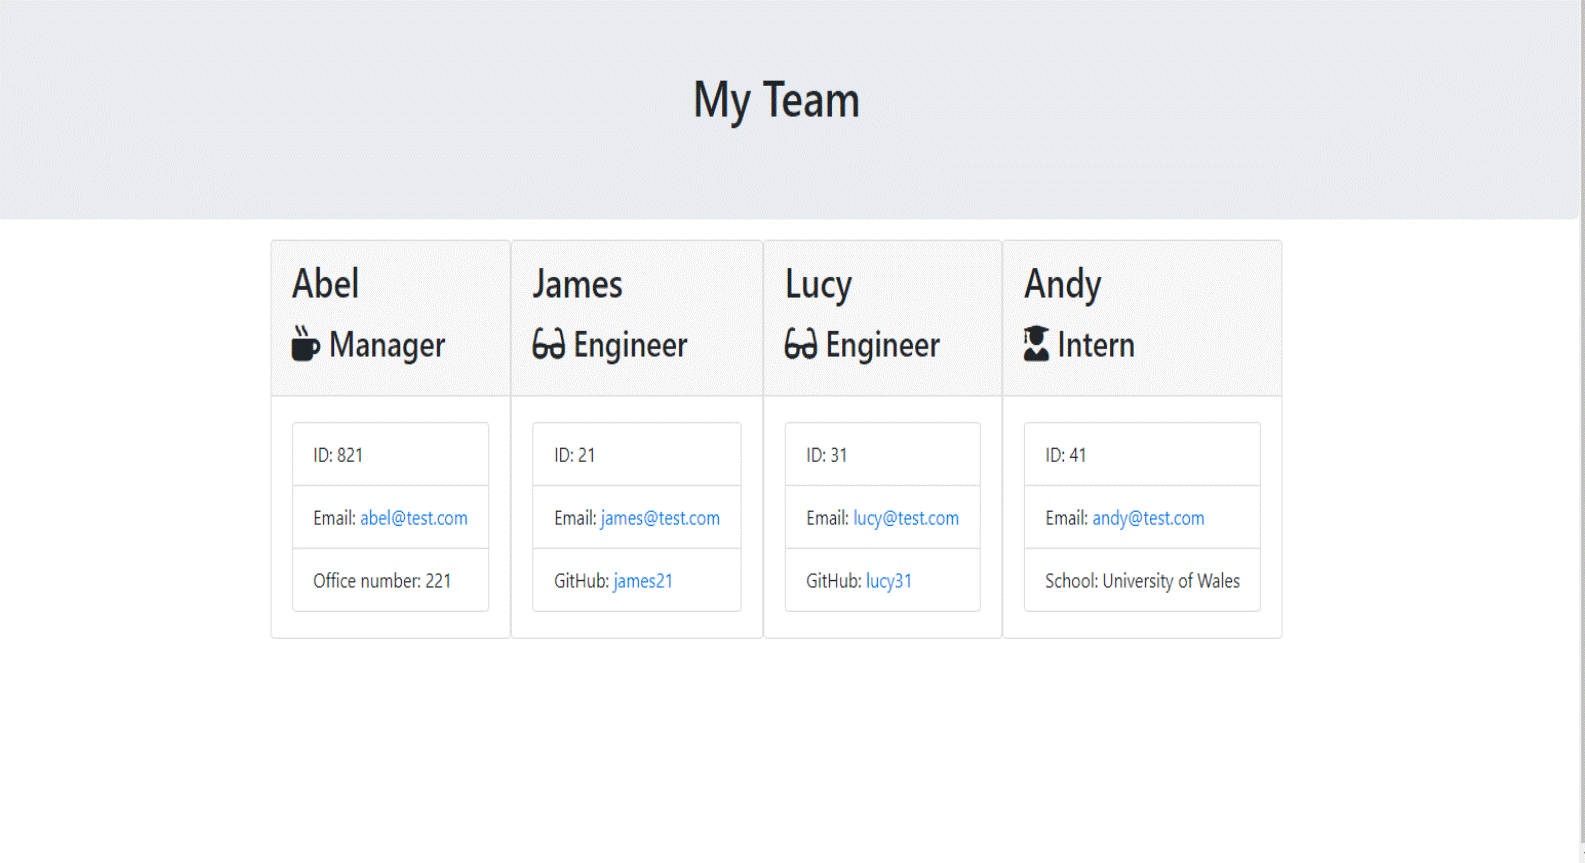 My Team
Abel
Manager
ID: 821
Email: abel@test.com
Office number: 221
James
Engineer
ID: 21
Email: james@test.com
GitHub: james21
Lucy
Engineer
ID: 31
Email: lucy@test.com
GitHub: lucy31
Andy
Intern
ID: 41
Email: andy@test.com
School: University of Wales